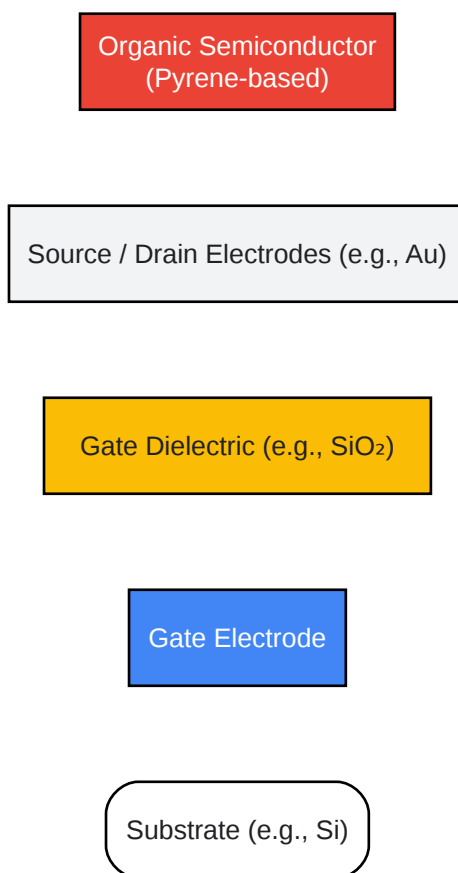 Organic Semiconductor
(Pyrene-based)
Source / Drain Electrodes (e.g., Au)
Gate Dielectric (e.g., SiO₂)
Gate Electrode
Substrate (e.g., Si)